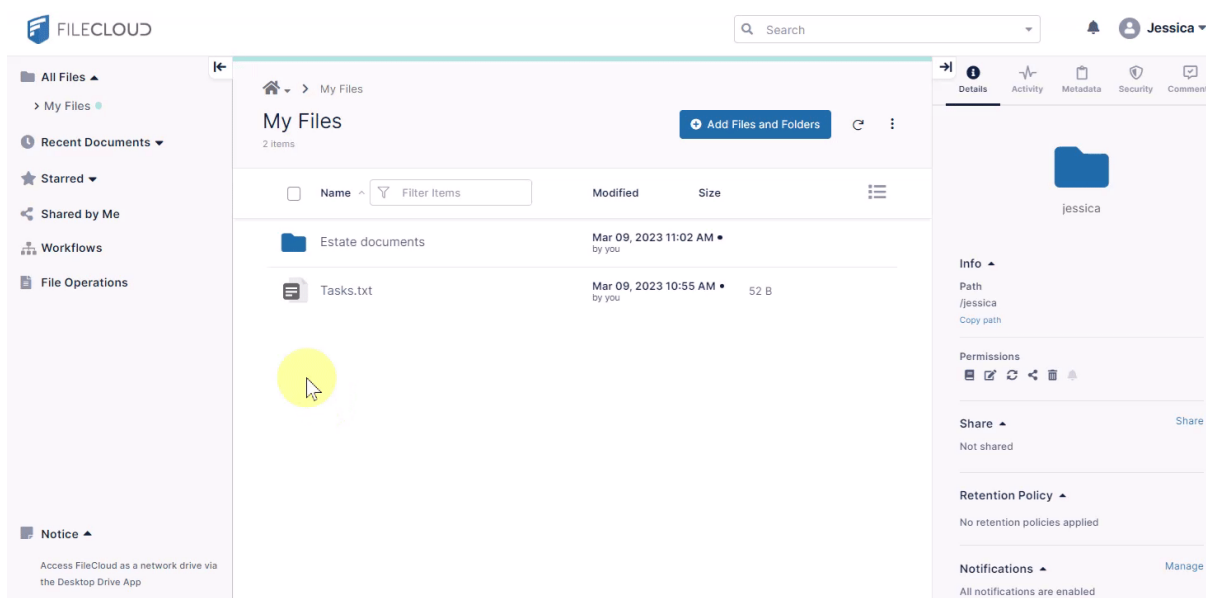 FILECLOUD
Search
Jessica
All Files
My Files
Recent Documents
Starred
Shared by Me
Workflows
File Operations
Notice
Access FileCloud as a network drive via
the Desktop Drive App
My Files
My Files
2 items
Add Files and Folders
Name
Filter Items
Modified
Size
Estate documents
Mar 09, 2023 11:02 AM
by you
Tasks.txt
Mar 09, 2023 10:55 AM
by you
52 B
Details
Activity
Metadata
Security
Commen
jessica
Info
Path
/jessica
Copy path
Permissions
Share
Share
Not shared
Retention Policy
No retention policies applied
Notifications
Manage
All notifications are enabled